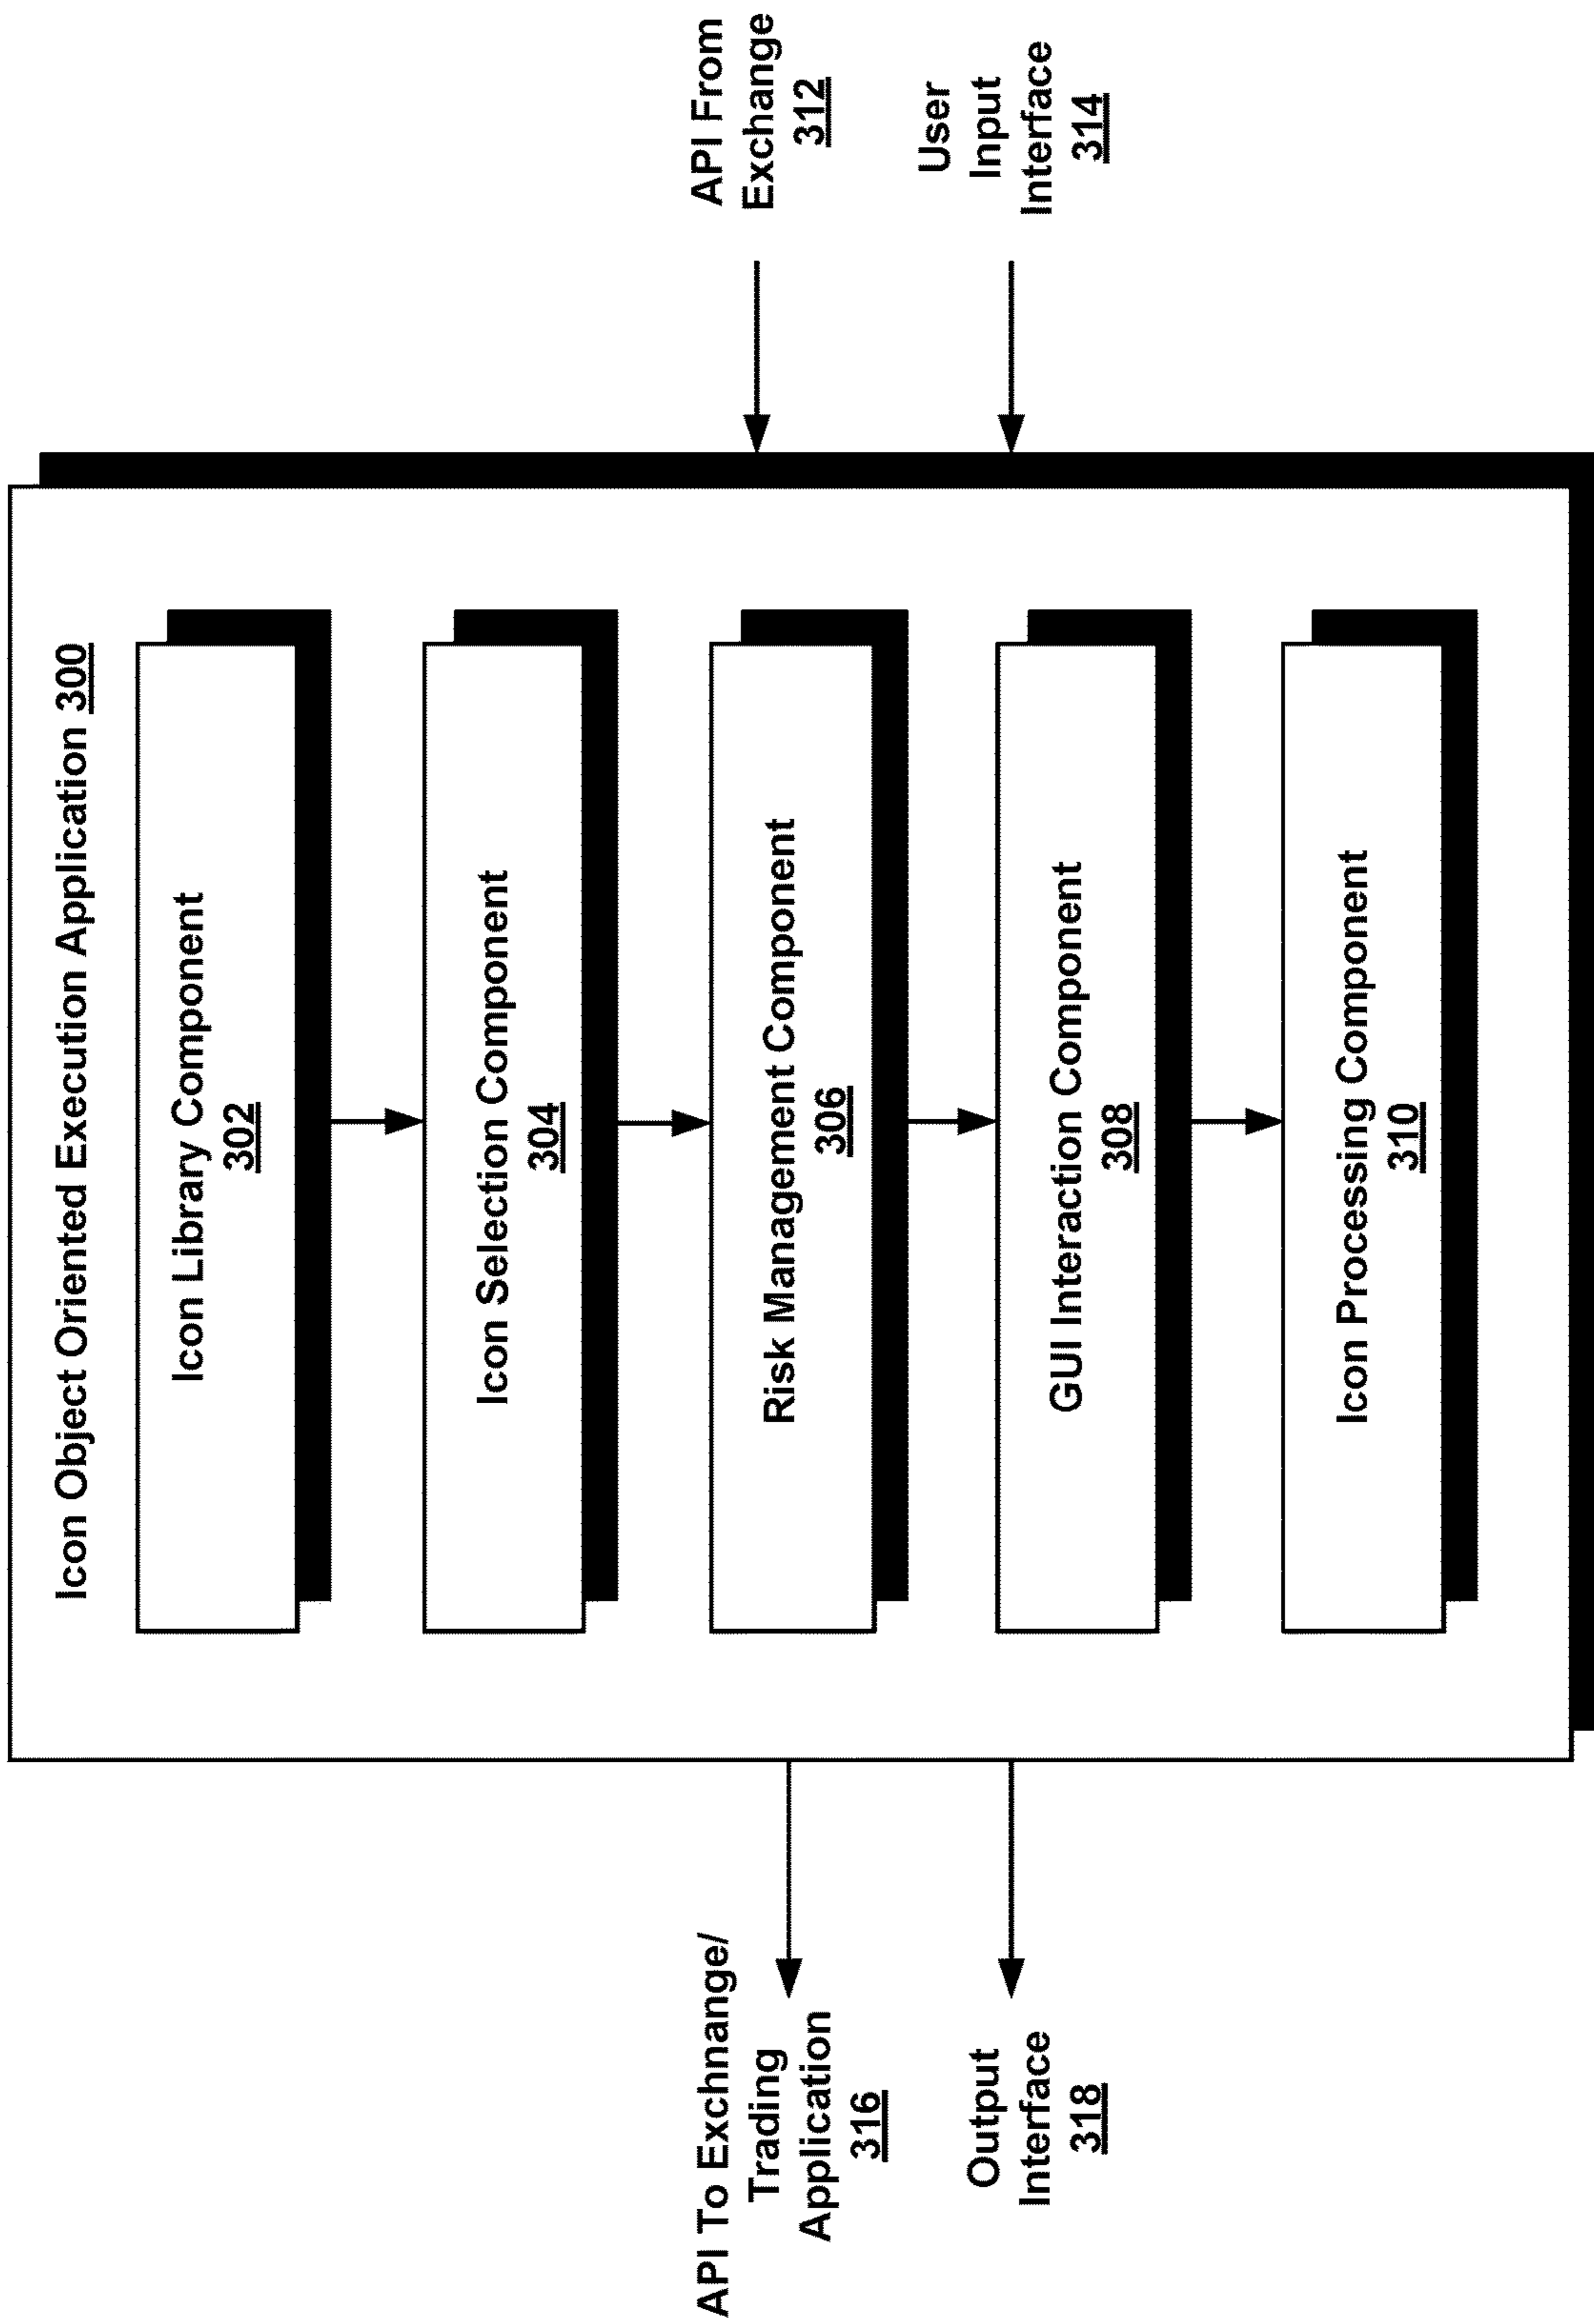 Icon Object Oriented Execution Application 300
Icon Library Component
302
Icon Selection Component
304
Risk Management Component
306
GUI Interaction Component
308
Icon Processing Component
310
API To Exchnange/
Trading
Application
316
Output
Interface
318
API From
Exchange
312
User
Input
Interface
314